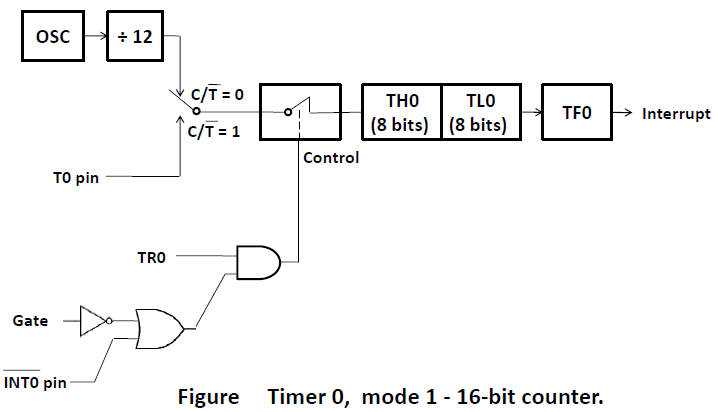 OSC
÷ 12
C/T̅ = 0
C/T̅ = 1
T0 pin
TH0
(8 bits)
TL0
(8 bits)
TF0
Interrupt
Control
TR0
Gate
I̅N̅T̅0̅ pin
Figure Timer 0, mode 1 - 16-bit counter.